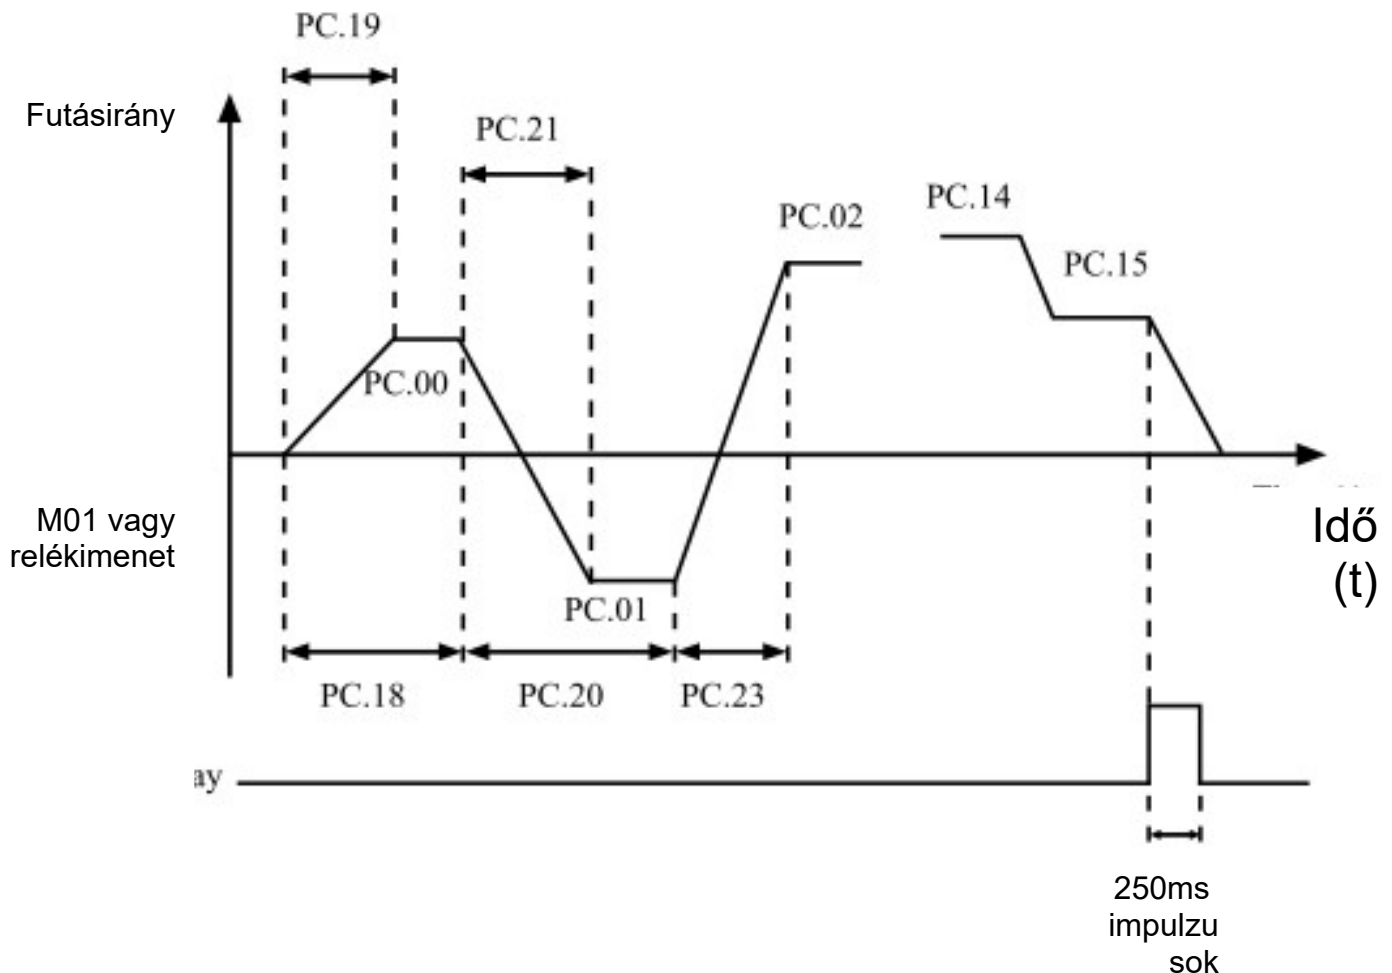 PC.19
Futásirány
PC.21
PC.14
PC.02
PC.15
PC.00
M01 vagy
relékimenet
Idő
(t)
PC.01
PC.18
PC.20
PC.23
ay
250ms
impulzu
sok